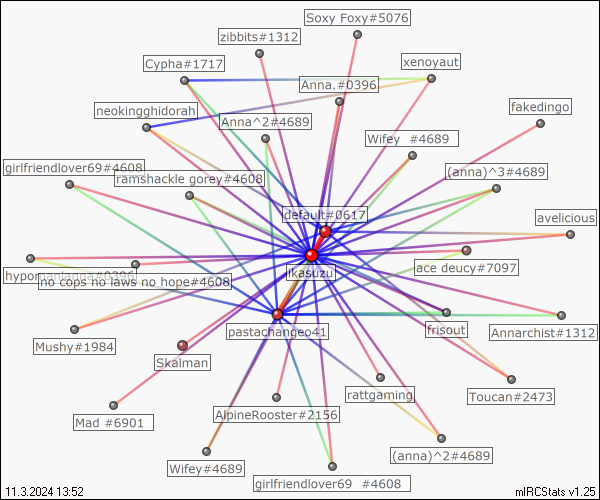 Soxy Foxy#5076
zibbits#1312
Cypha#1717
xenoyaut
Anna.#0396
neokingghidorah
fakedingo
Anna^2#4689
Wifey #4689
girlfriendlover69#4608
ramshackle gorey#4608
(anna)^3#4689
default#0617
avelicious
ikasuzu
ace deucy#7097
no cops no laws no hope#4608
pastachangeo41
frisout
Annarchist#1312
Mushy#1984
Skalman
rattgaming
Toucan#2473
Mad #6901
AlpineRooster#2156
Wifey#4689
(anna)^2#4689
girlfriendlover69 #4608
11.3.2024 13:52
mIRCStats v1.25